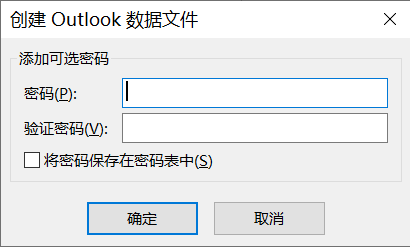 创建 Outlook 数据文件
添加可选密码
密码(P):
验证密码(V):
将密码保存在密码表中(S)
确定
取消